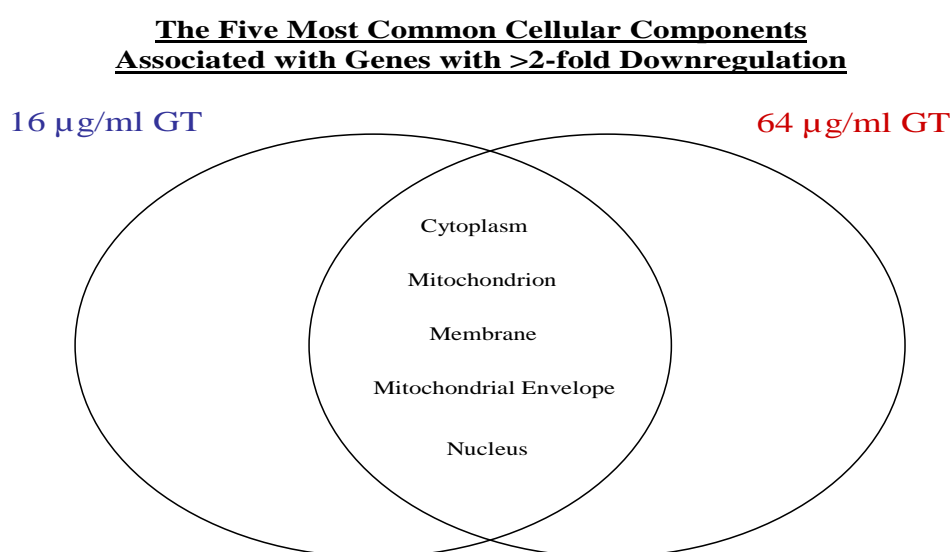 The Five Most Common Cellular Components
Associated with Genes with >2-fold Downregulation
16 µg/ml GT
64 µg/ml GT
Cytoplasm
Mitochondrion
Membrane
Mitochondrial Envelope
Nucleus